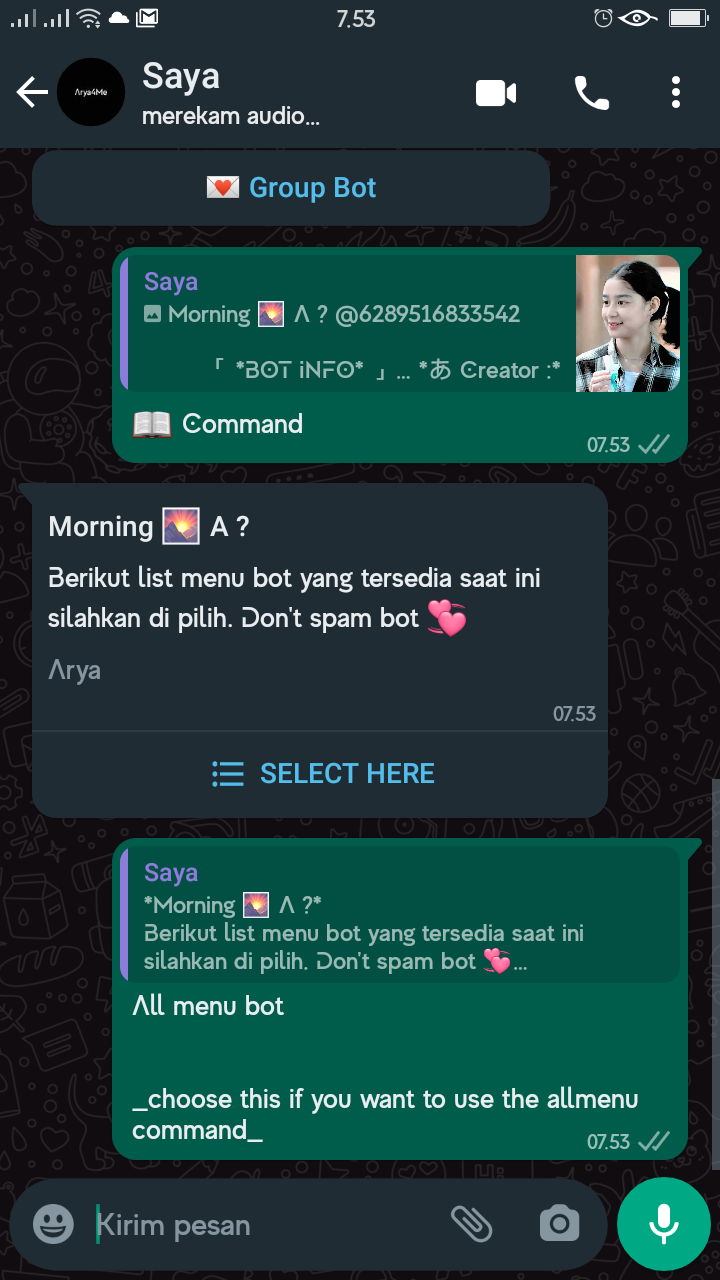 7.53
Arya4Me
Saya
merekam audio...
💌 Group Bot
Saya
Morning 🌄 Λ ? @6289516833542
「 *BOT iNFO* 」... *あ Creator :*
📖 Command
07.53
Morning 🌄 A ?
Berikut list menu bot yang tersedia saat ini
silahkan di pilih. Don't spam bot 💞
Arya
07.53
SELECT HERE
Saya
*Morning 🌄 Λ ?*
Berikut list menu bot yang tersedia saat ini
silahkan di pilih. Don't spam bot 💞...
All menu bot
_choose this if you want to use the allmenu
command_
07.53
Kirim pesan